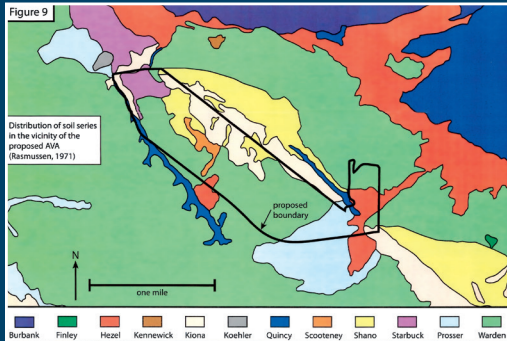 Figure 9
Distribution of soil series
in the vicinity of the
proposed AVA
(Rasmussen, 1971)
proposed
boundary
N
one mile
Burbank Finley Hezel Kennewick Kiona Koehler Quincy Scooteney Shano Starbuck Prosser Warden